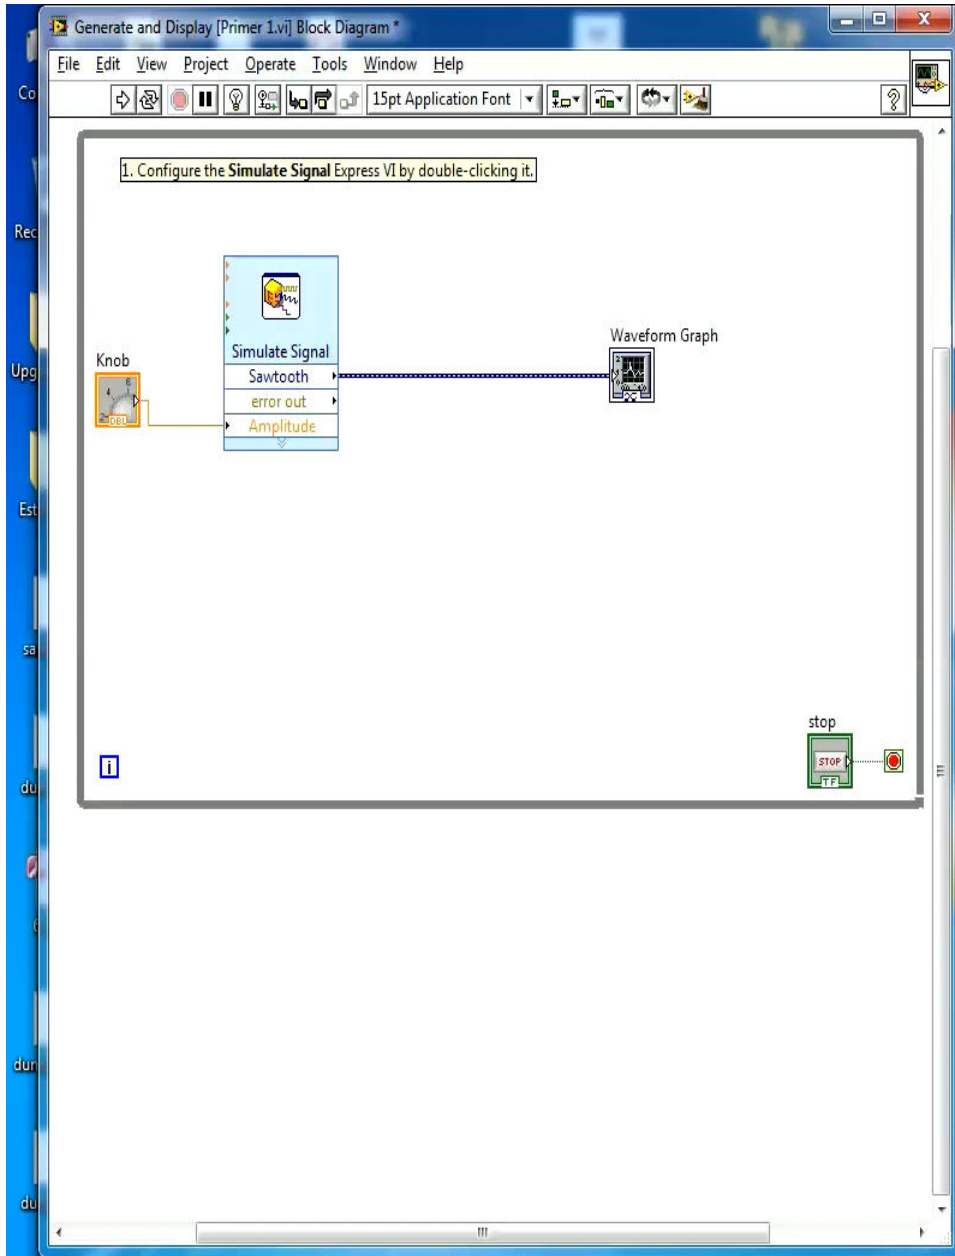 Generate and Display [Primer 1.vi] Block Diagram *
File Edit View Project Operate Tools Window Help
15pt Application Font
?
1. Configure the Simulate Signal Express VI by double-clicking it.
Simulate Signal
Sawtooth
error out
Amplitude
Knob
DBL
Waveform Graph
stop
STOP
TF
i
Co
Rec
Upg
Est
sa
du
6
dun
du